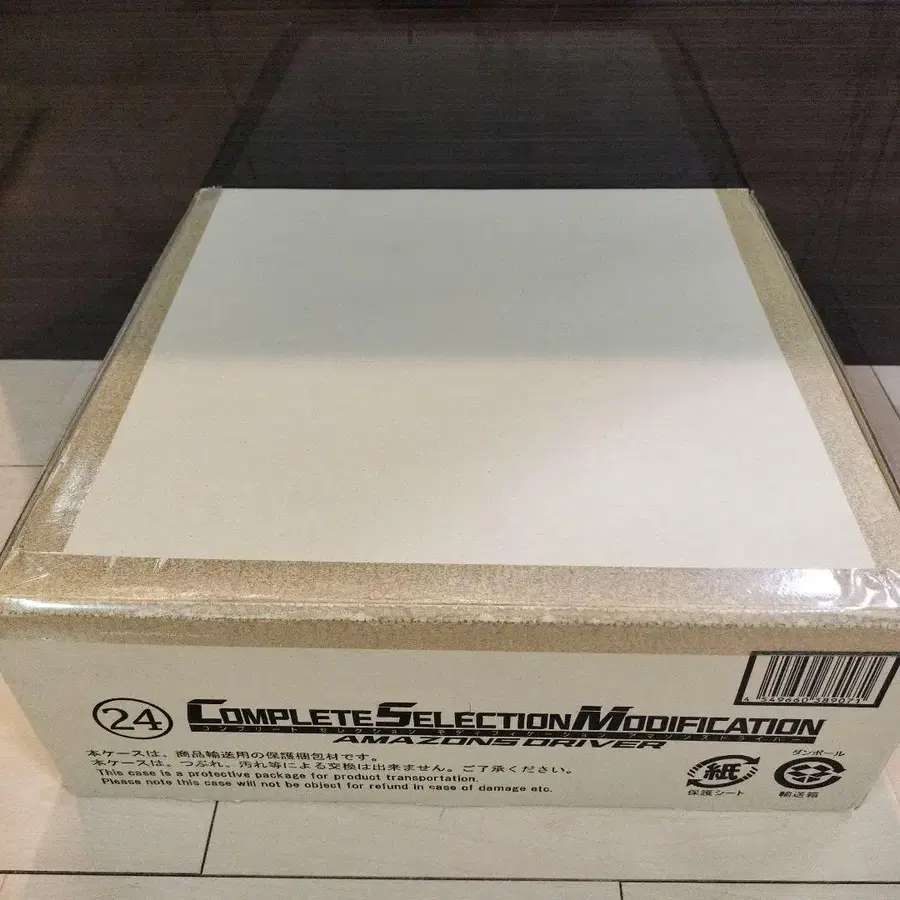 24
COMPLETE SELECTION MODIFICATION
コンプリート セレクション モディフィケーション アマゾンズドライバー
AMAZONS DRIVER
4549660389071
本ケースは、商品輸送用の保護梱包材です。
本ケースは、つぶれ、汚れ等による交換は出来ません。ご了承ください。
This case is a protective package for product transportation.
Please note this case will not be object for refund in case of damage etc.
紙
保護シート
ダンボール
輸送箱